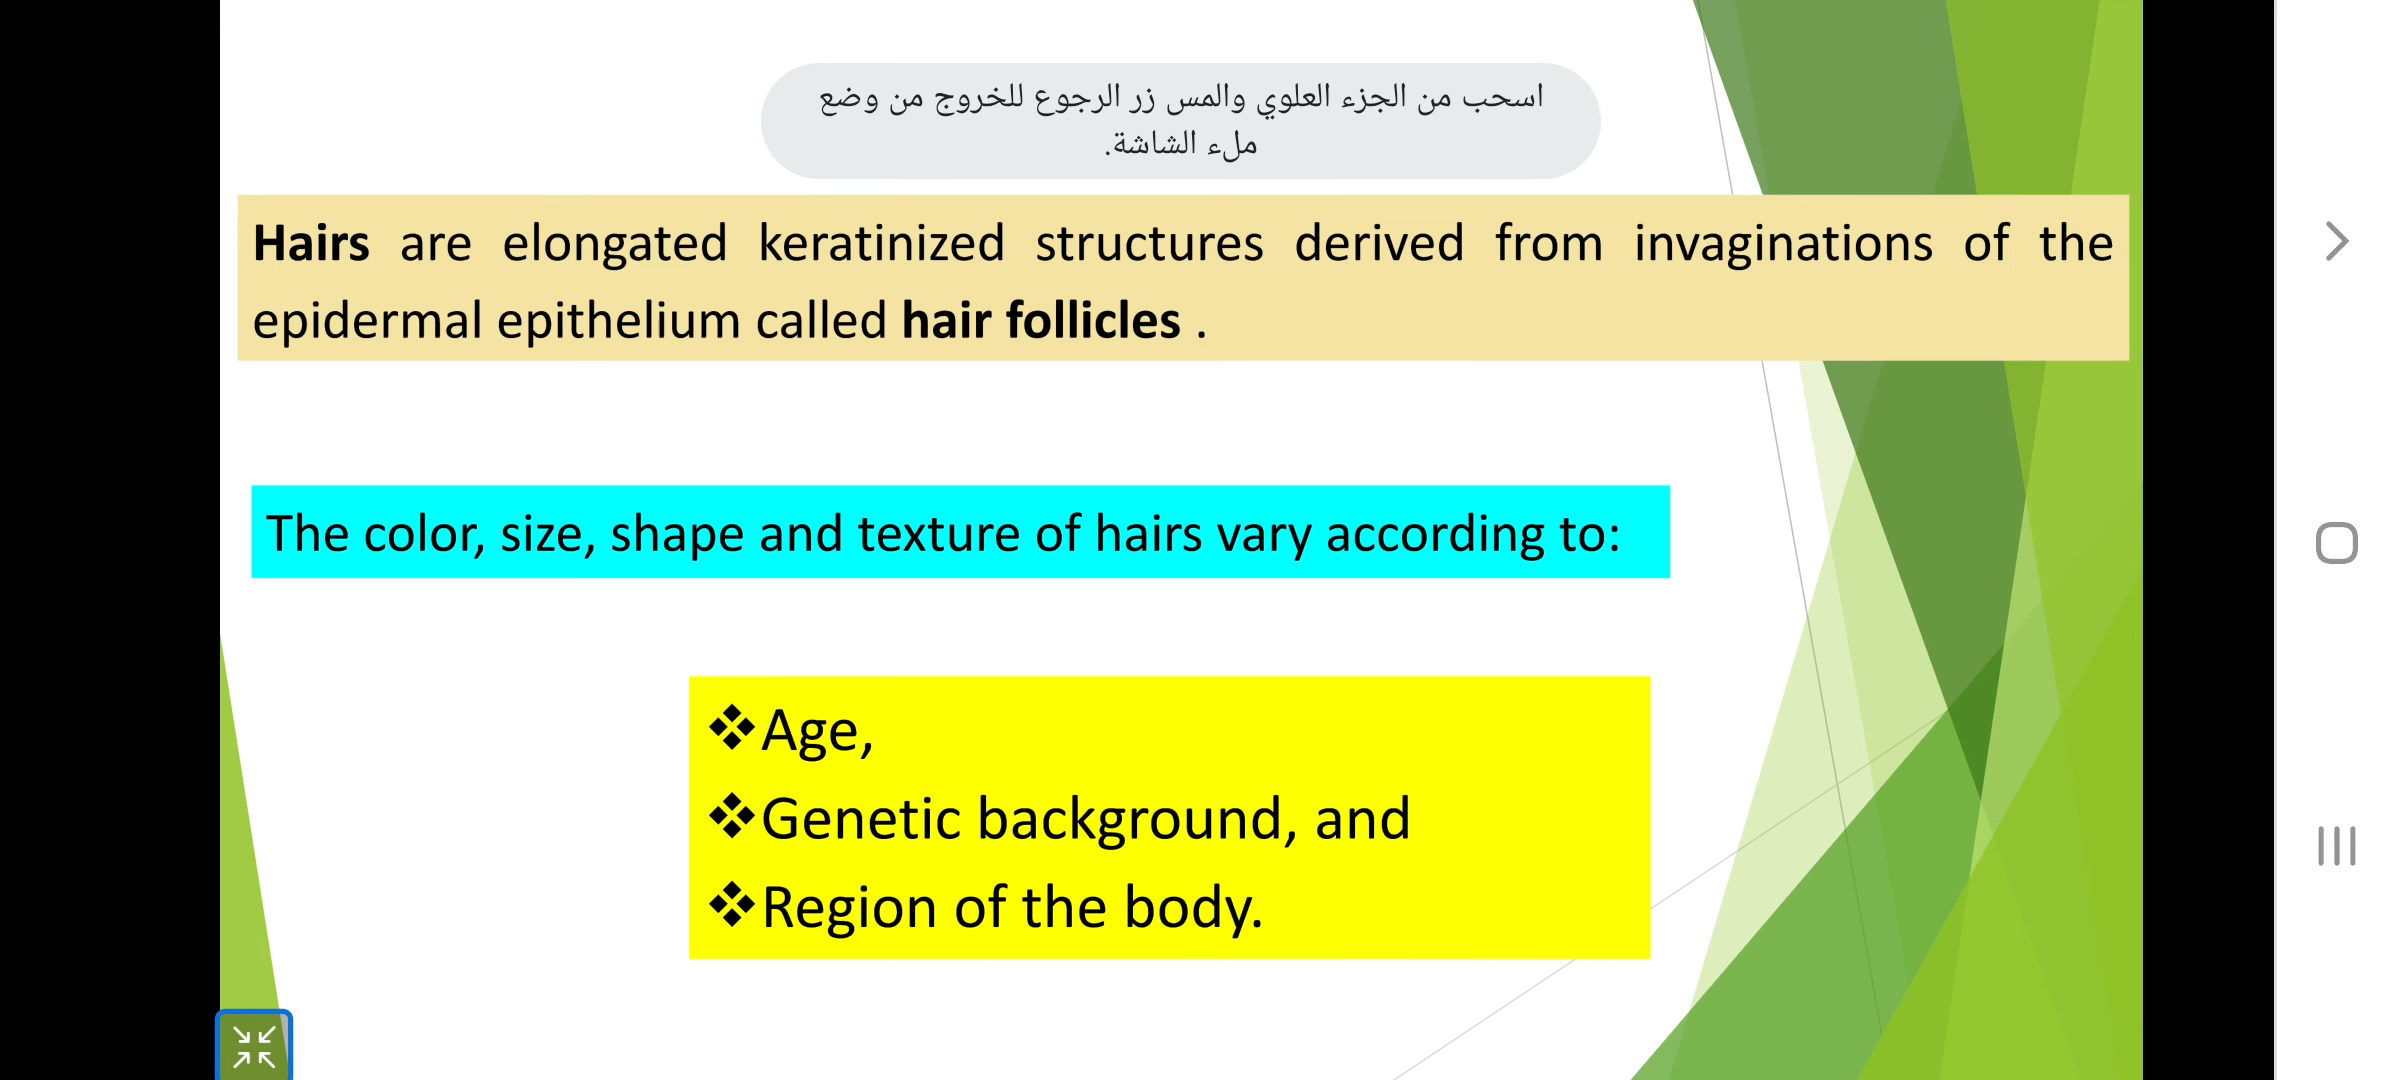 اسحب من الجزء العلوي والمس زر الرجوع للخروج من وضع
ملء الشاشة.
Hairs are elongated keratinized structures derived from invaginations of the
epidermal epithelium called hair follicles .
The color, size, shape and texture of hairs vary according to:
❖Age,
❖Genetic background, and
❖Region of the body.